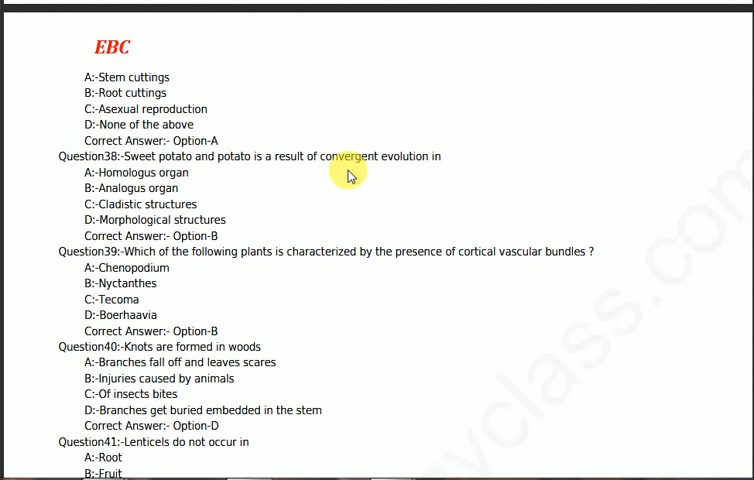 EBC
A:-Stem cuttings
B:-Root cuttings
C:-Asexual reproduction
D:-None of the above
Correct Answer:- Option-A
Question38:-Sweet potato and potato is a result of convergent evolution in
A:-Homologus organ
B:-Analogus organ
C:-Cladistic structures
D:-Morphological structures
Correct Answer:- Option-B
Question39:-Which of the following plants is characterized by the presence of cortical vascular bundles ?
A:-Chenopodium
B:-Nyctanthes
C:-Tecoma
D:-Boerhaavia
Correct Answer:- Option-B
Question40:-Knots are formed in woods
A:-Branches fall off and leaves scares
B:-Injuries caused by animals
C:-Of insects bites
D:-Branches get buried embedded in the stem
Correct Answer:- Option-D
Question41:-Lenticels do not occur in
A:-Root
B:-Fruit